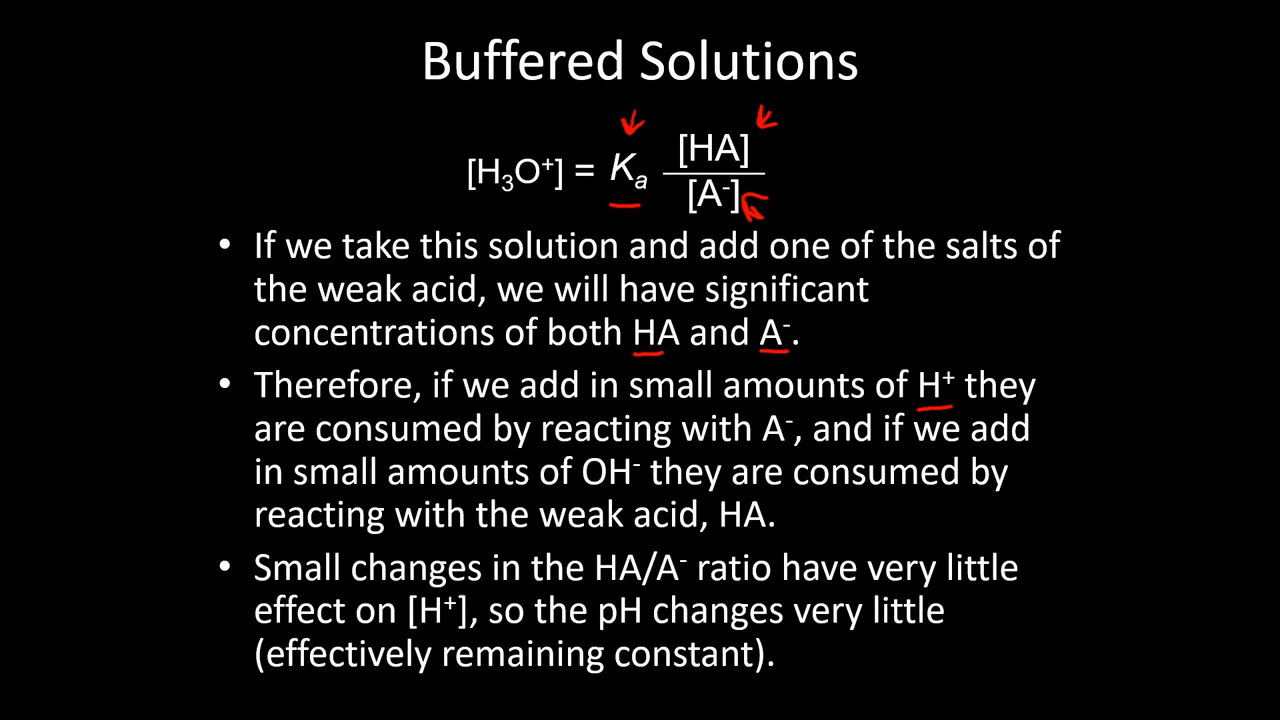 Buffered Solutions
[H₃O⁺] = Kₐ [HA]
[A⁻]
• If we take this solution and add one of the salts of
the weak acid, we will have significant
concentrations of both HA and A⁻.
• Therefore, if we add in small amounts of H⁺ they
are consumed by reacting with A⁻, and if we add
in small amounts of OH⁻ they are consumed by
reacting with the weak acid, HA.
• Small changes in the HA/A⁻ ratio have very little
effect on [H⁺], so the pH changes very little
(effectively remaining constant).